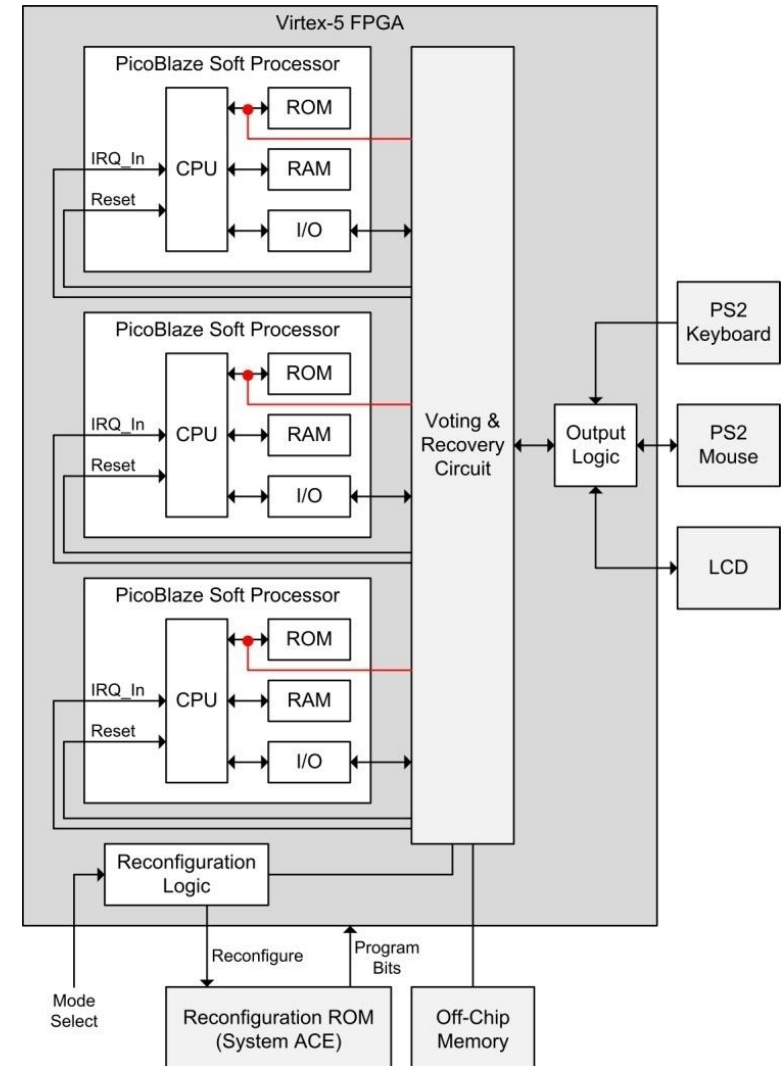 Virtex-5 FPGA
PicoBlaze Soft Processor
ROM
IRQ_In
CPU
RAM
Reset
I/O
PicoBlaze Soft Processor
ROM
IRQ_In
CPU
RAM
Reset
I/O
PicoBlaze Soft Processor
ROM
IRQ_In
CPU
RAM
Reset
I/O
Voting &
Recovery
Circuit
Output
Logic
PS2
Keyboard
PS2
Mouse
LCD
Reconfiguration
Logic
Reconfigure
Program
Bits
Mode
Select
Reconfiguration ROM
(System ACE)
Off-Chip
Memory